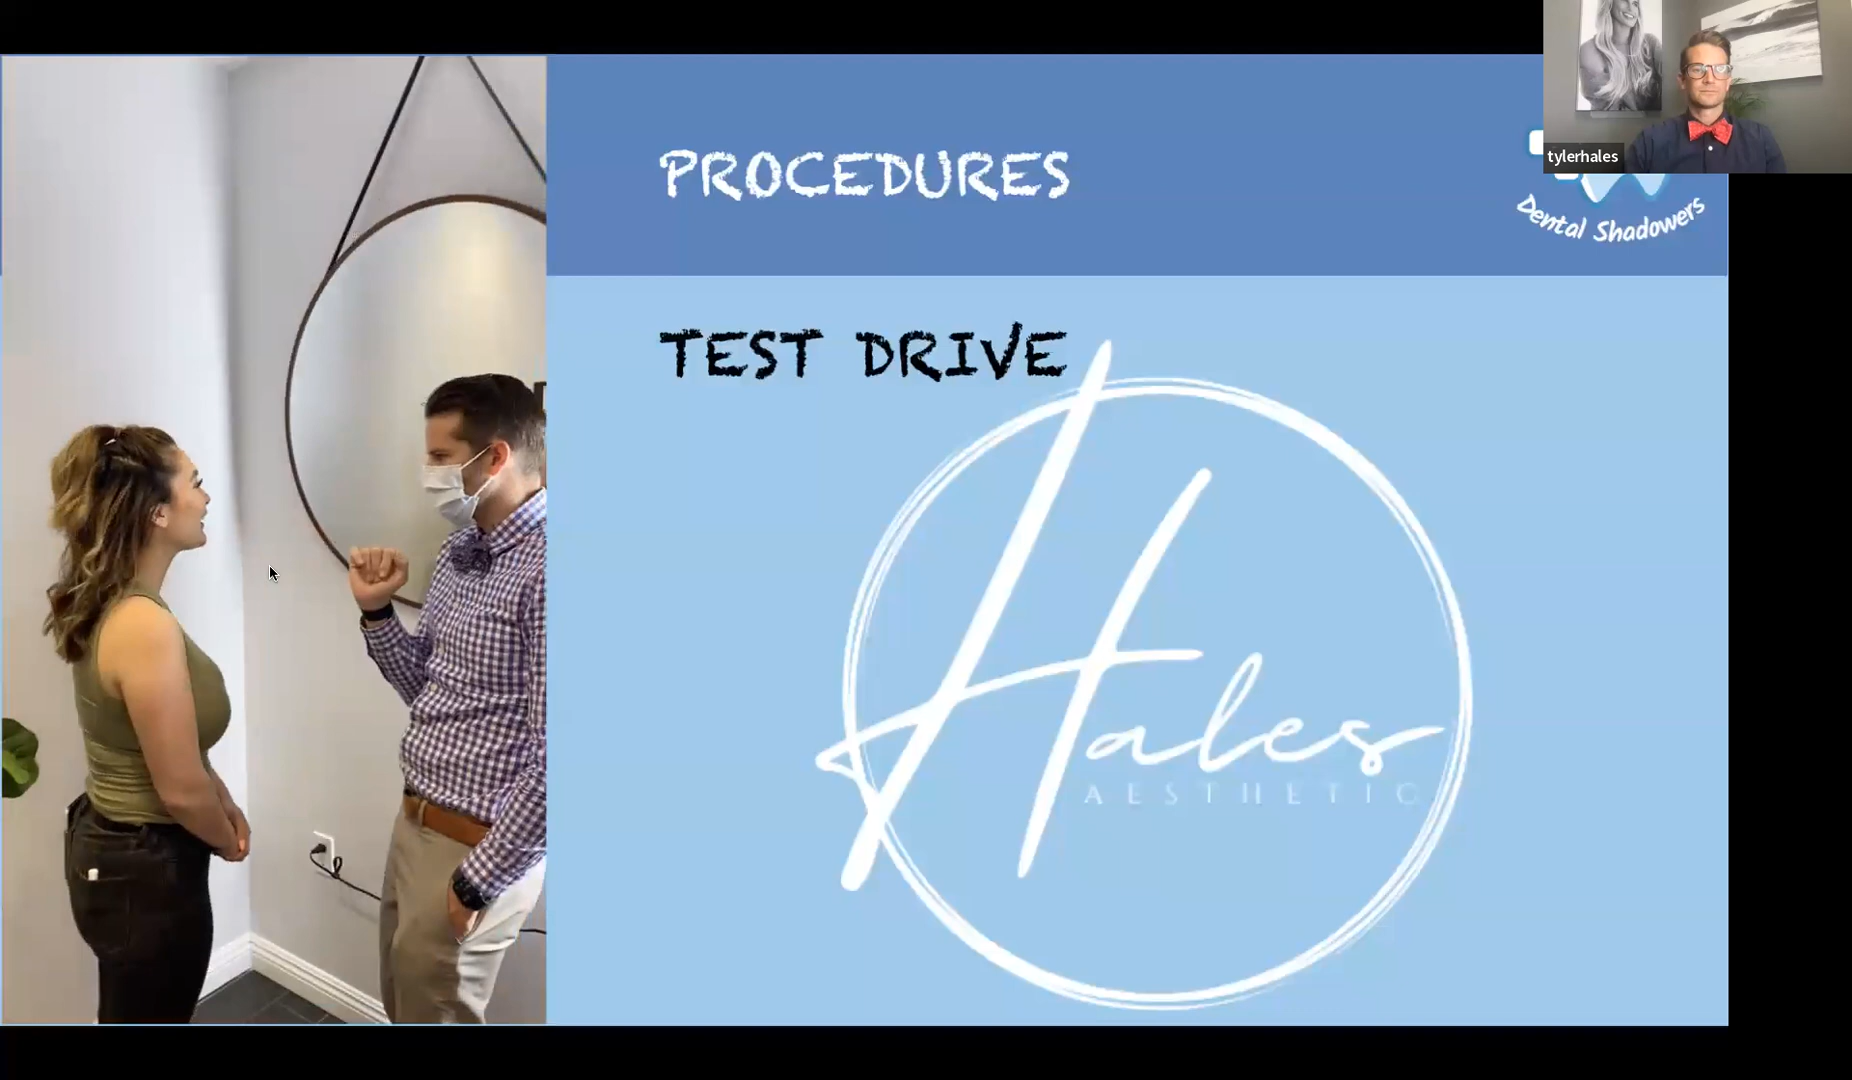 PROCEDURES
tylerhales
Dental Shadowers
TEST DRIVE
Hales
AESTHETIC